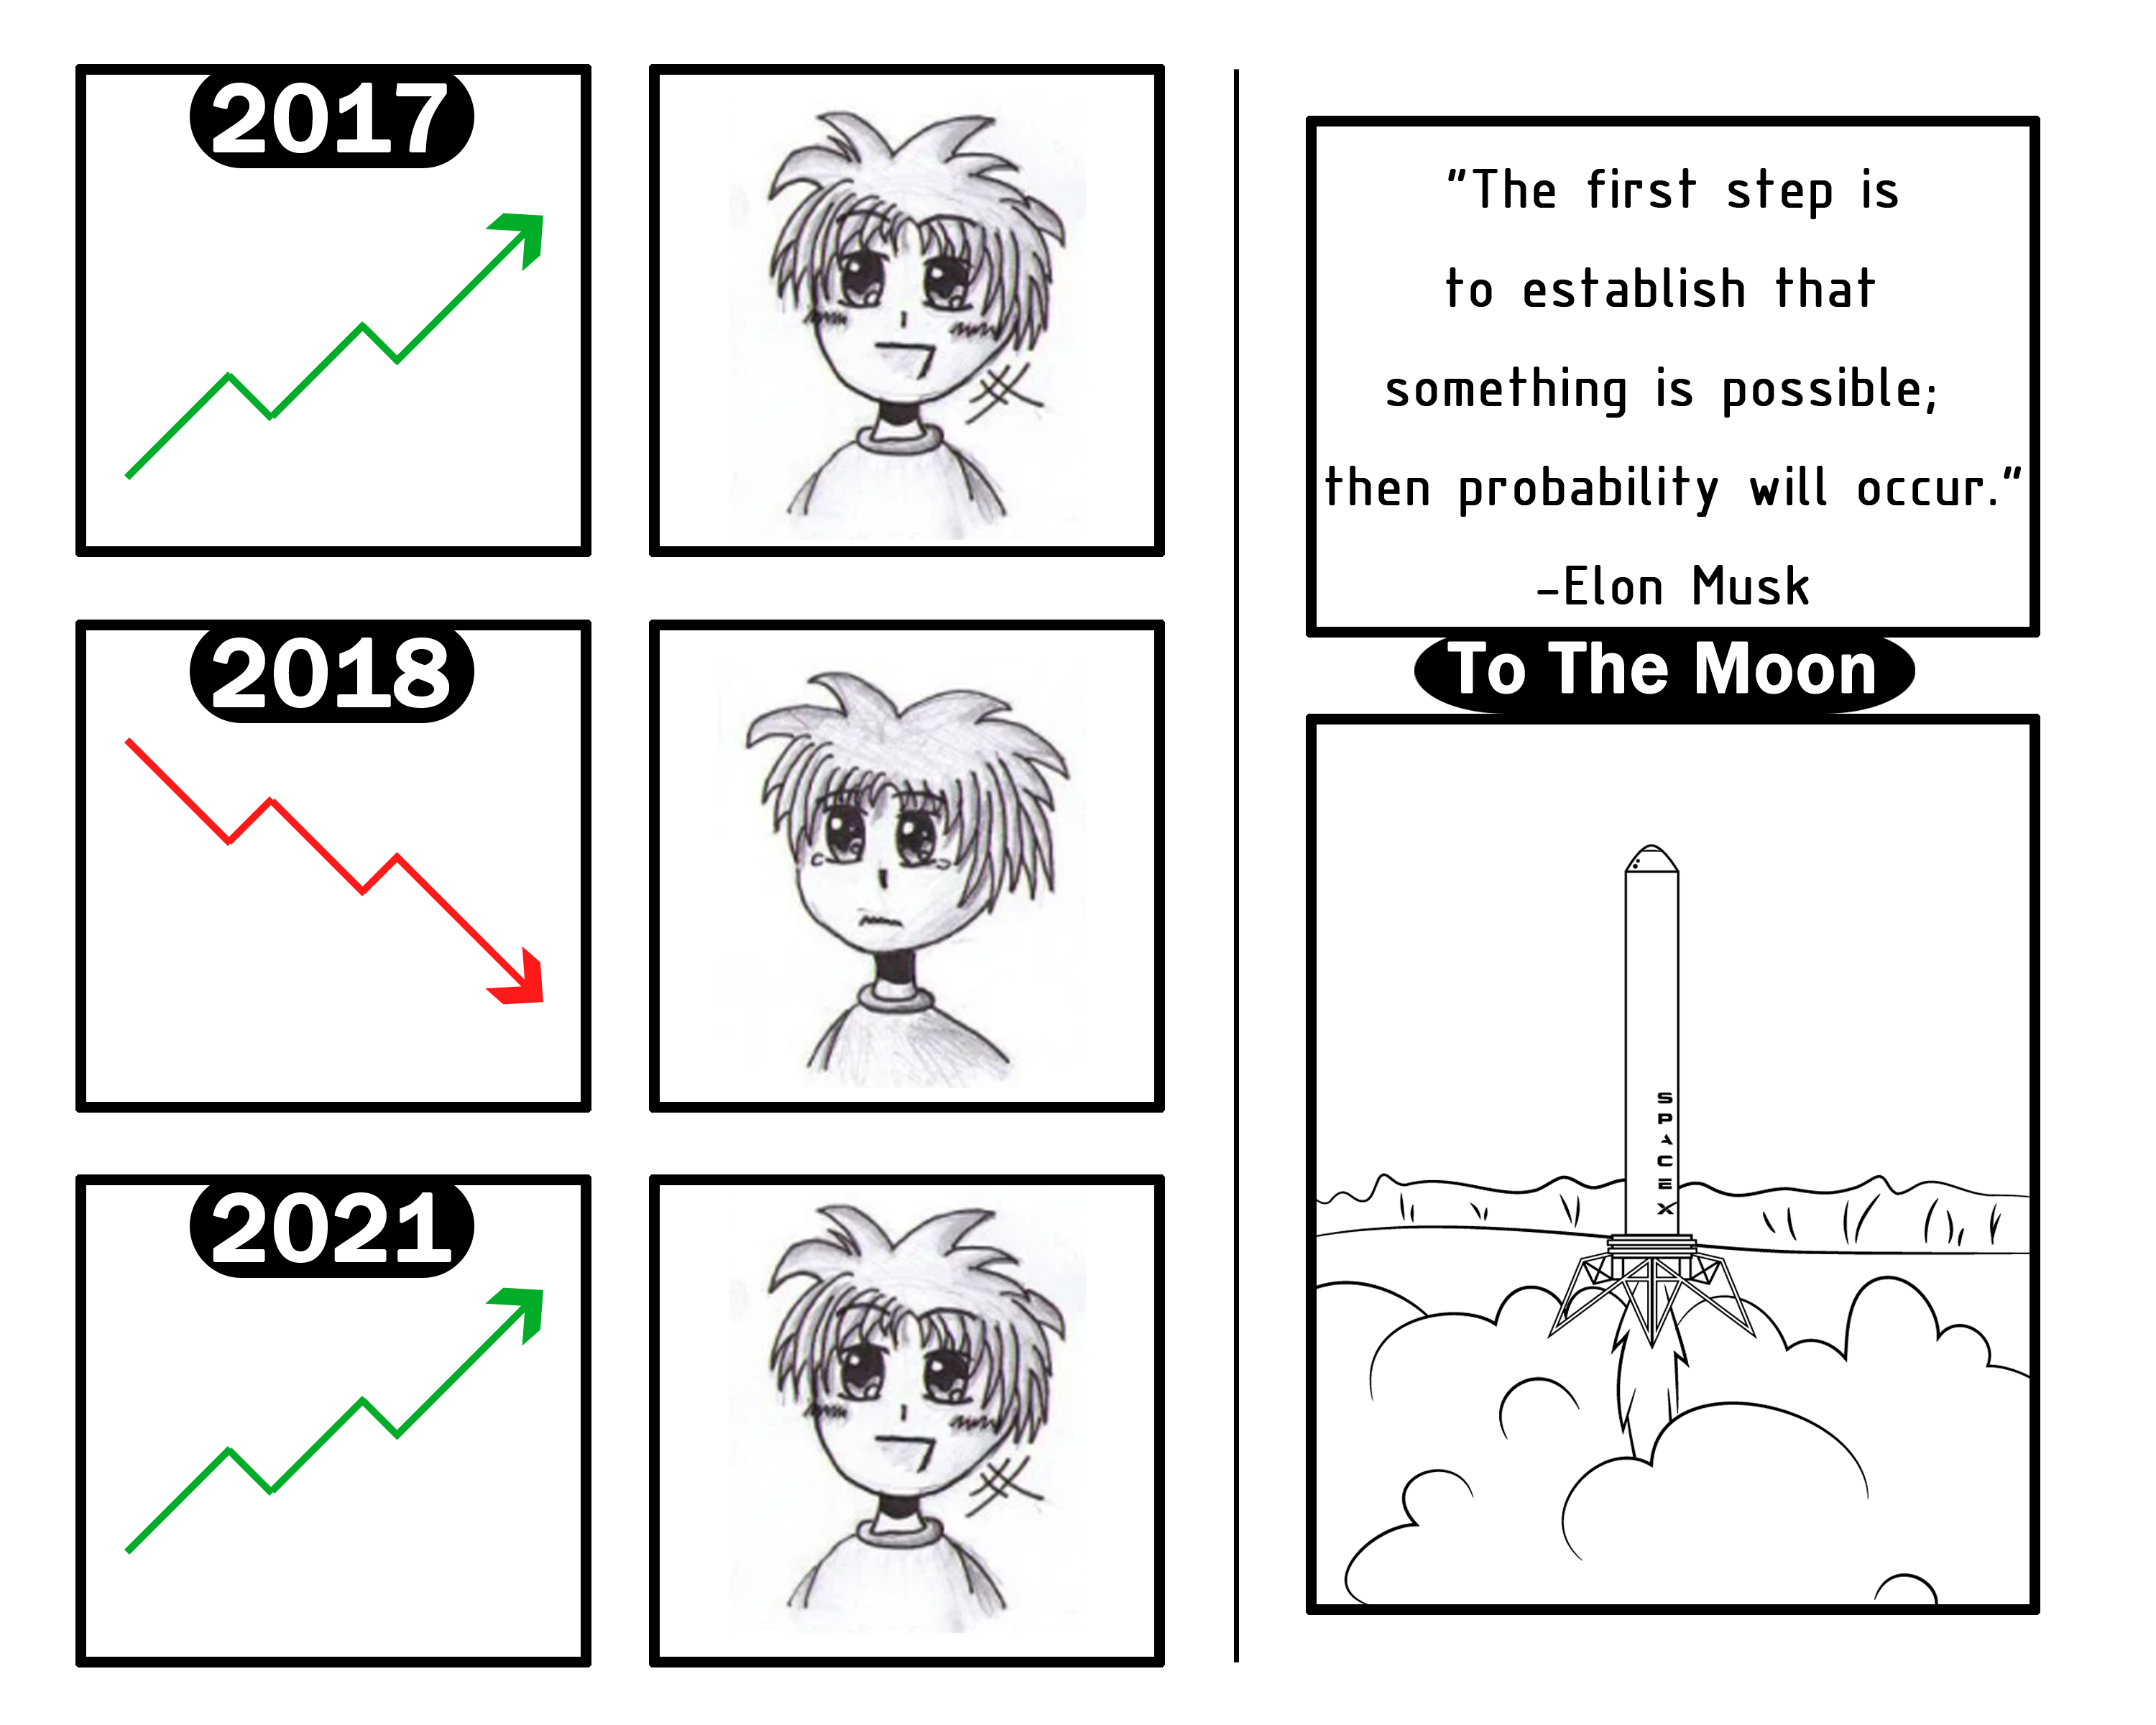 2017
2018
2021
"The first step is
to establish that
something is possible;
then probability will occur."
-Elon Musk
To The Moon
SPACEX